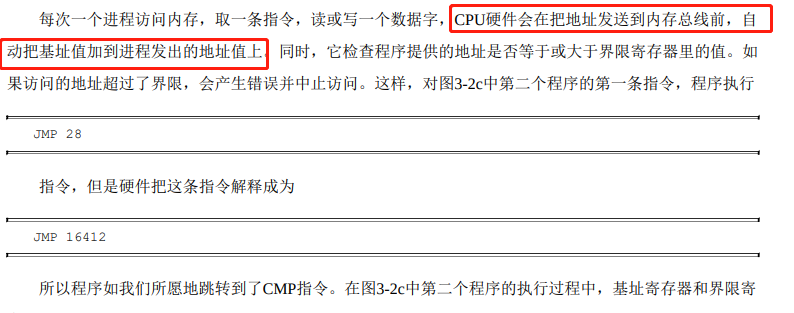 每次一个进程访问内存，取一条指令，读或写一个数据字，CPU硬件会在把地址发送到内存总线前，自
动把基址值加到进程发出的地址值上。同时，它检查程序提供的地址是否等于或大于界限寄存器里的值。如
果访问的地址超过了界限，会产生错误并中止访问。这样，对图3-2c中第二个程序的第一条指令，程序执行
JMP 28
指令，但是硬件把这条指令解释成为
JMP 16412
所以程序如我们所愿地跳转到了CMP指令。在图3-2c中第二个程序的执行过程中，基址寄存器和界限寄